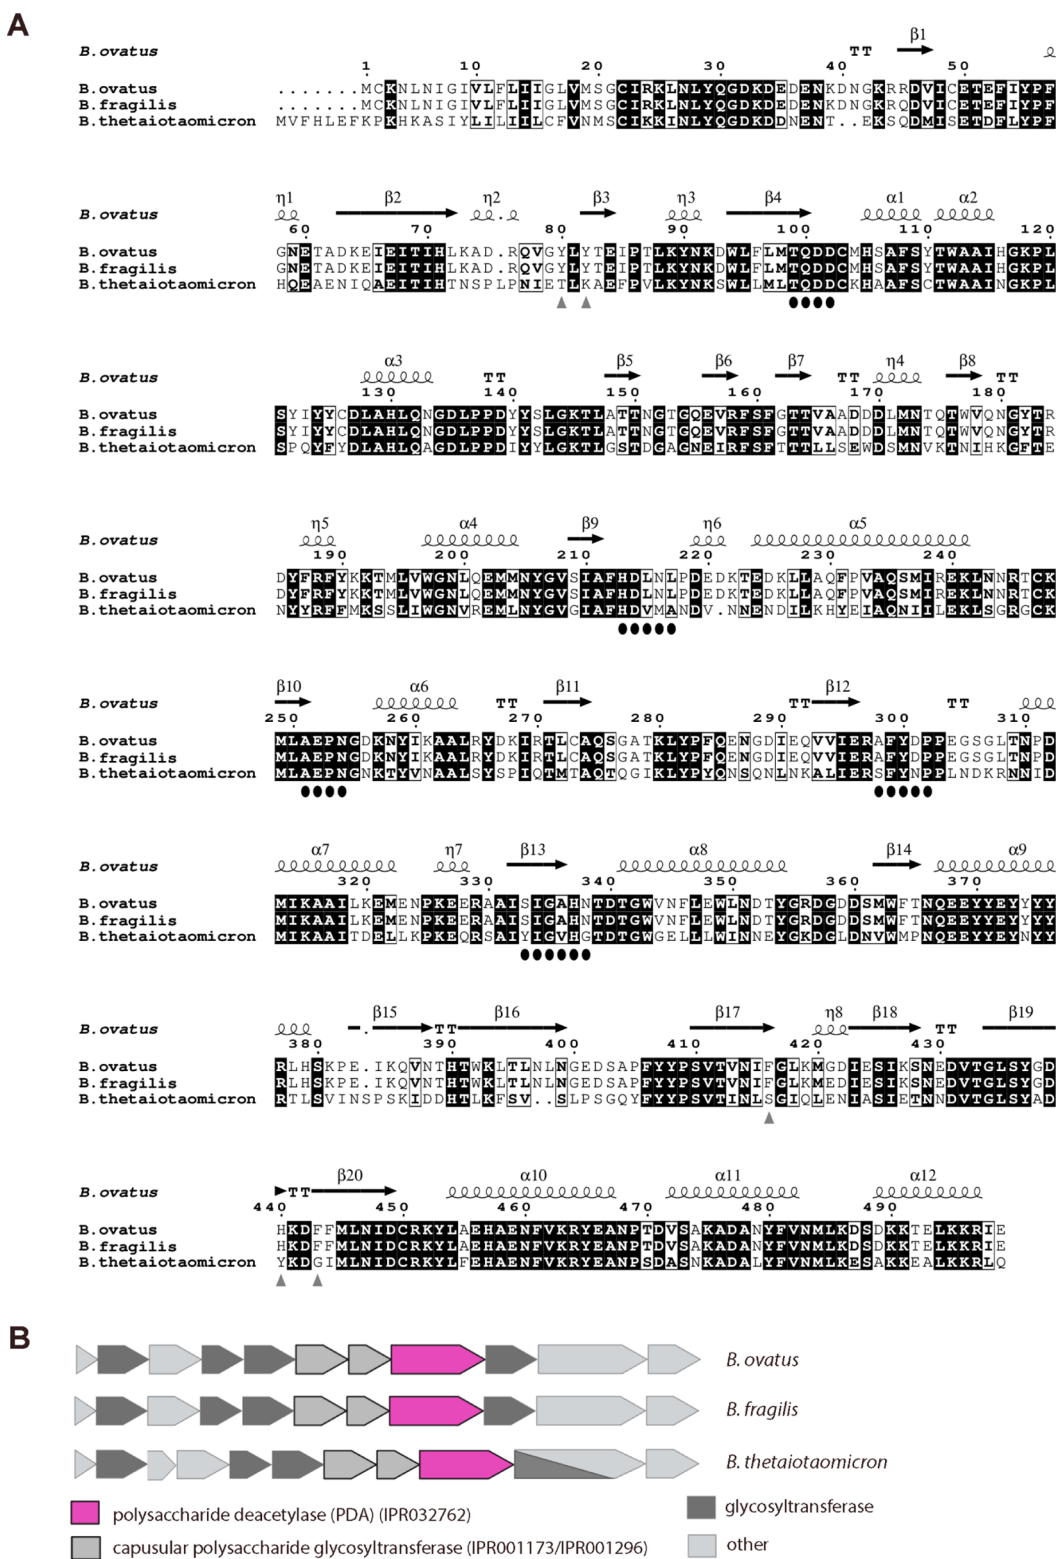 A
B.ovatus TT β1
1 10 20 30 40 50
B.ovatus .......MCKNLNIGIVLFLIIGLVMSGCIRKLNLYQGDKDEDENKDNGKRRDVICETEFIYPF
B.fragilis .......MCKNLNIGIVLFLIIGLVMSGCIRKLNLYQGDKDEDENKDNGKRQDVICETEFIYPF
B.thetaiotaomicron MVFHLEFKPKHKASIYLILIILCFVNMSCIKKINLYQGDKDDNENT..EKSQDMISETDFLYPF
B.ovatus η1 β2 η2 β3 η3 β4 α1 α2
60 70 80 90 100 110 120
B.ovatus GNETADKEIEITIHLKAD.RQVGYLYTEIPTLKYNKDWLFLMTQDDCMHSAFSYTWAAIHGKPL
B.fragilis GNETADKEIEITIHLKAD.RQVGYLYTEIPTLKYNKDWLFLMTQDDCMHSAFSYTWAAIHGKPL
B.thetaiotaomicron HQEAENIQAEITIHTNSPLPNIETLKAEFPVLKYNKSWLLMLTQDDCKHAAFSCTWAAINGKPL
B.ovatus α3 TT β5 β6 β7 TT η4 β8 TT
130 140 150 160 170 180
B.ovatus SYIYYCDLAHLQNGDLPPDYYSLGKTLATTNGTGQEVRFSFGTTVAADDDLMNTQTWVQNGYTR
B.fragilis SYIYYCDLAHLQNGDLPPDYYSLGKTLATTNGTGQEVRFSFGTTVAADDDLMNTQTWVQNGYTR
B.thetaiotaomicron SPQYFYDLAHLQAGDLPPDIYYLGKTLGSTDGAGNEIRFSFTTTLLSEWDSMNVKTNIHKGFTE
B.ovatus η5 α4 β9 η6 α5
190 200 210 220 230 240
B.ovatus DYFRFYKKTMLVWGNLQEMMNYGVSIAFHDLNLPDEDKTEDKLLAQFPVAQSMIREKLNNRTCK
B.fragilis DYFRFYKKTMLVWGNLQEMMNYGVSIAFHDLNLPDEDKTEDKLLAQFPVAQSMIREKLNNRTCK
B.thetaiotaomicron NYYRFFMKSSLIWGNVREMLNYGVGIAFHDVMANDV.NNENDILKHYEIAQNIILEKLSGRGCK
B.ovatus β10 α6 TT β11 TT β12 TT
250 260 270 280 290 300 310
B.ovatus MLAEPNGDKNYIKAALRYDKIRTLCAQSGATKLYPFQENGDIEQVVIERAFYDPPEGSGLTNPD
B.fragilis MLAEPNGDKNYIKAALRYDKIRTLCAQSGATKLYPFQESGDIEQVVIERAFYDPPEGSGLTNPD
B.thetaiotaomicron MLAEPNGNKTYVNAALSYSPIQTMTAQTQGIKLYPYQNSQNLNKALIERSFYNPPLNDKRNNID
B.ovatus α7 η7 β13 α8 β14 α9
320 330 340 350 360 370
B.ovatus MIKAAILKEMENPKEERAAISIGAHNTDTGWVNFLEWLNDTYGRDGDDSMWFTNQEEYYEYYYY
B.fragilis MIKAAILKEMENPKEERAAISIGAHNTDTGWVNFLEWLNDTYGRDGDDSMWFTNQEEYYEYYYY
B.thetaiotaomicron MIKAAITDELLKPKEQRSAIYIGVHGTDTGWGELLLWINNEYGKDGLDNVWMPNQEEYYEYNYY
B.ovatus β15 TT β16 β17 η8 β18 TT β19
380 390 400 410 420 430
B.ovatus RLHSKPE.IKQVNTHTWKLTLNLNGEDSAPFYYPSVTVNIFGLKMGDIESIKSNEDVTGLSYGD
B.fragilis RLHSKPE.IKQVNTHTWKLTLNLNGEDSAPFYYPSVTVNIFGLKMEDIESIKSNEDVTGLSYGD
B.thetaiotaomicron RTLSVINSPSKIDDHTLKFSV..SLPSGQYFYYPSVTINLSGIQLENIASIETNNDVTGLSYAD
B.ovatus TT β20 α10 α11 α12
440 450 460 470 480 490
B.ovatus HKDFFMLNIDCRKYLAEHAENFVKRYEANPTDVSAKADANYFVNMLKDSDKKTELKKRIE
B.fragilis HKDFFMLNIDCRKYLAEHAENFVKRYEANPTDVSAKADANYFVNMLKDSDKKTELKKRIE
B.thetaiotaomicron YKDGIMLNIDCRKYLFEHAENFVKRYEANPSDASNKADALYFVNMLKESAKKEALKKRLQ
B
B. ovatus
B. fragilis
B. thetaiotaomicron
polysaccharide deacetylase (PDA) (IPR032762)
glycosyltransferase
capusular polysaccharide glycosyltransferase (IPR001173/IPR001296)
other